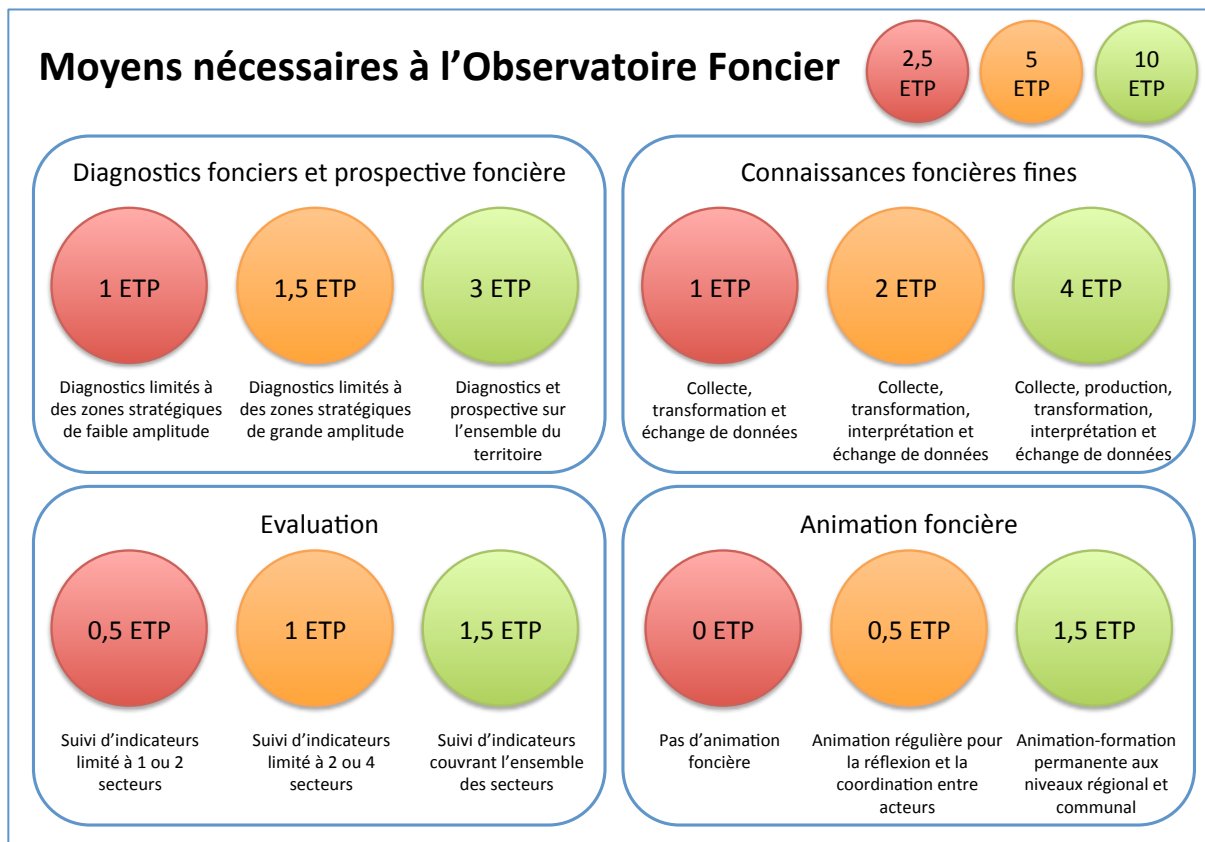 Moyens nécessaires à l'Observatoire Foncier
2,5
ETP
5
ETP
10
ETP
Diagnostics fonciers et prospective foncière
1 ETP
1,5 ETP
3 ETP
Diagnostics limités à
des zones stratégiques
de faible amplitude
Diagnostics limités à
des zones stratégiques
de grande amplitude
Diagnostics et
prospective sur
l'ensemble du
territoire
Connaissances foncières fines
1 ETP
2 ETP
4 ETP
Collecte,
transformation et
échange de données
Collecte,
transformation,
interprétation et
échange de données
Collecte, production,
transformation,
interprétation et
échange de données
Evaluation
0,5 ETP
1 ETP
1,5 ETP
Suivi d'indicateurs
limité à 1 ou 2
secteurs
Suivi d'indicateurs
limité à 2 ou 4
secteurs
Suivi d'indicateurs
couvrant l'ensemble
des secteurs
Animation foncière
0 ETP
0,5 ETP
1,5 ETP
Pas d'animation
foncière
Animation régulière pour
la réflexion et la
coordination entre
acteurs
Animation-formation
permanente aux
niveaux régional et
communal